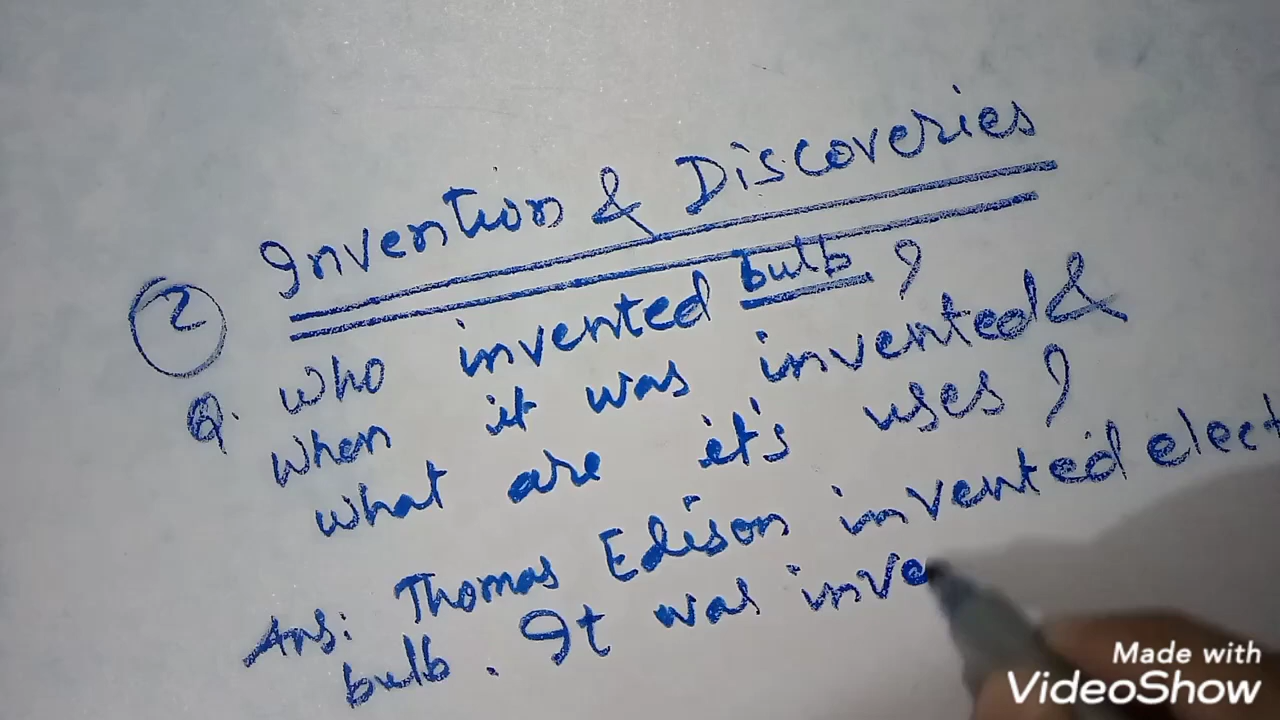 ② Invention & Discoveries
Q. Who invented bulb ?
When it was invented &
what are it's uses ?
Ans: Thomas Edison invented elect
bulb. It was inve
Made with
VideoShow